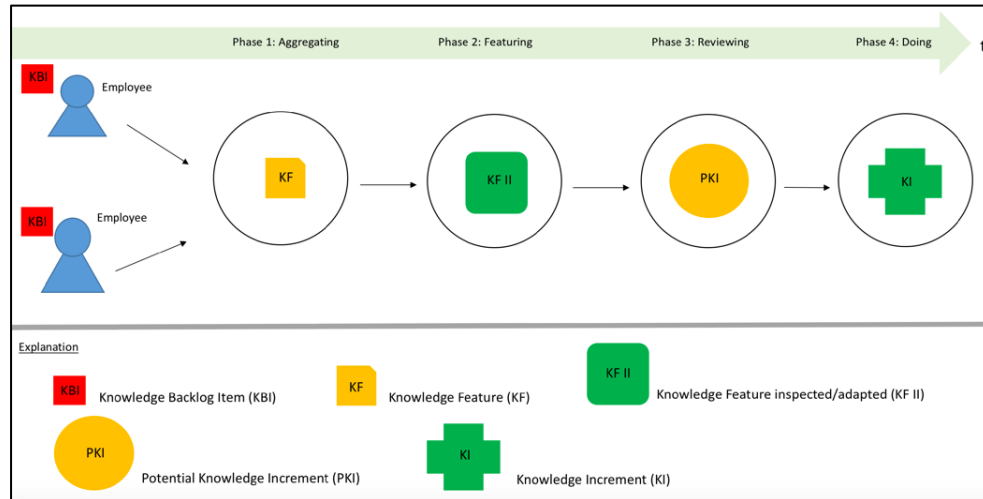 Phase 1: Aggregating
Phase 2: Featuring
Phase 3: Reviewing
Phase 4: Doing
t
KBI
Employee
KF
KF II
PKI
KI
KBI
Employee
Explanation
KBI
Knowledge Backlog Item (KBI)
KF
Knowledge Feature (KF)
KF II
Knowledge Feature inspected/adapted (KF II)
PKI
Potential Knowledge Increment (PKI)
KI
Knowledge Increment (KI)